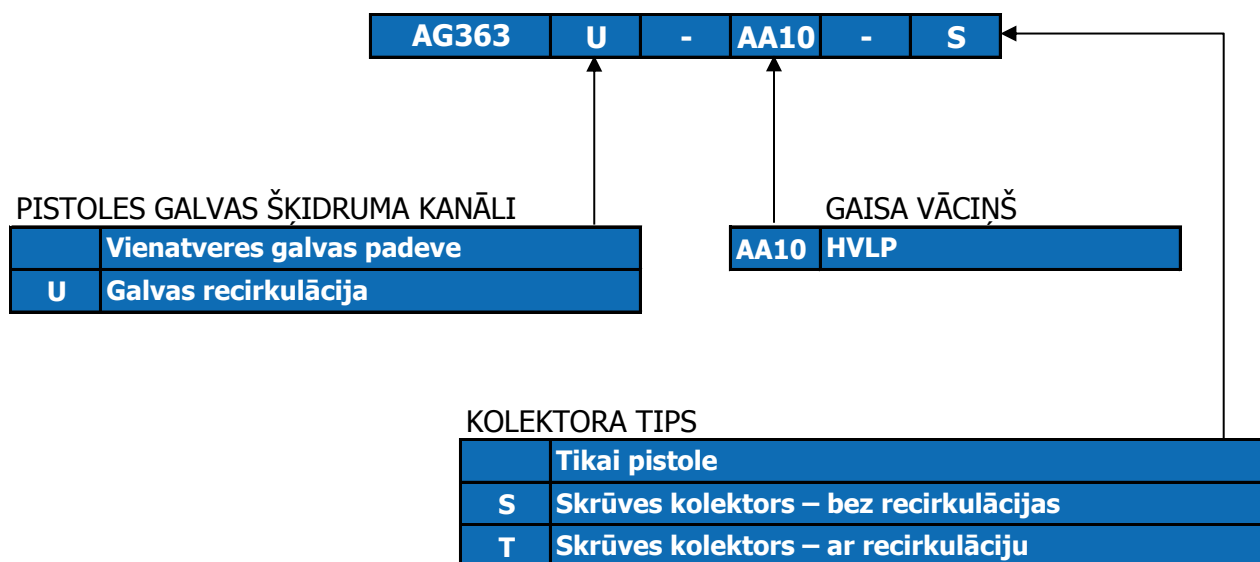 AG363 U - AA10 - S
PISTOLES GALVAS ŠĶIDRUMA KANĀLI
Vienatveres galvas padeve
U Galvas recirkulācija
GAISA VĀCIŅŠ
AA10 HVLP
KOLEKTORA TIPS
Tikai pistole
S Skrūves kolektors – bez recirkulācijas
T Skrūves kolektors – ar recirkulāciju